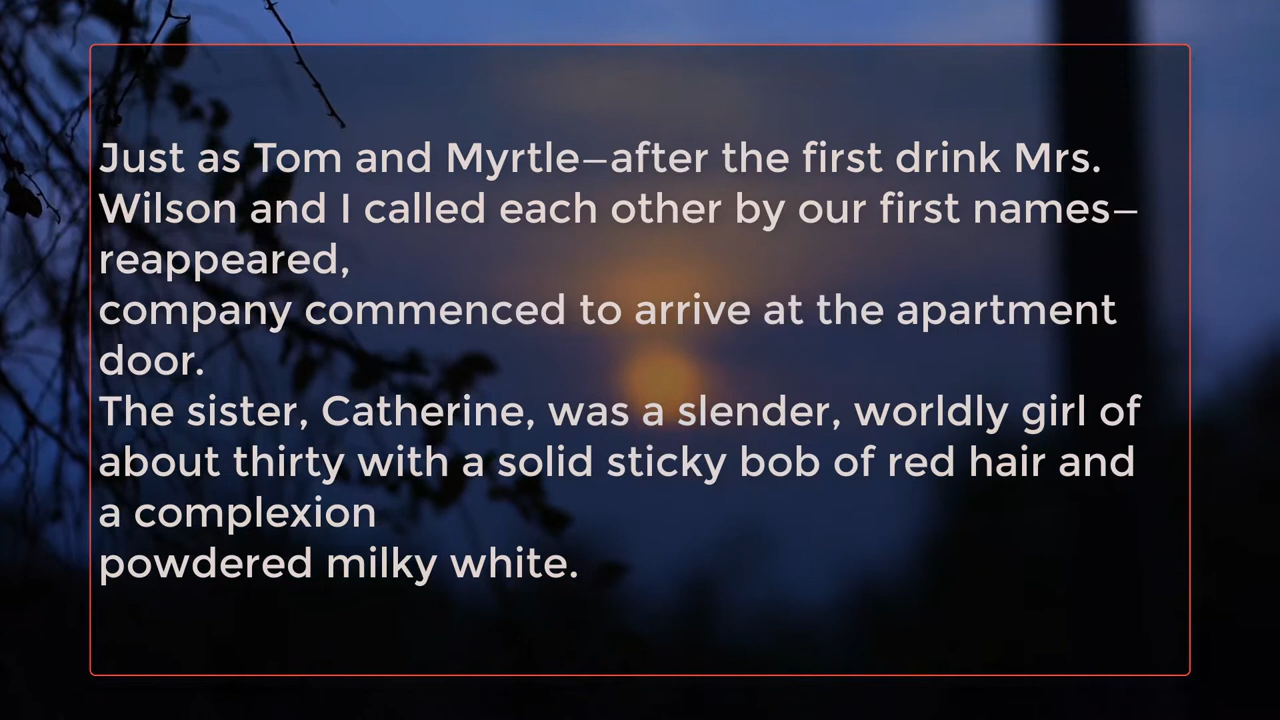 Just as Tom and Myrtle—after the first drink Mrs.
Wilson and I called each other by our first names—
reappeared,
company commenced to arrive at the apartment
door.
The sister, Catherine, was a slender, worldly girl of
about thirty with a solid sticky bob of red hair and
a complexion
powdered milky white.